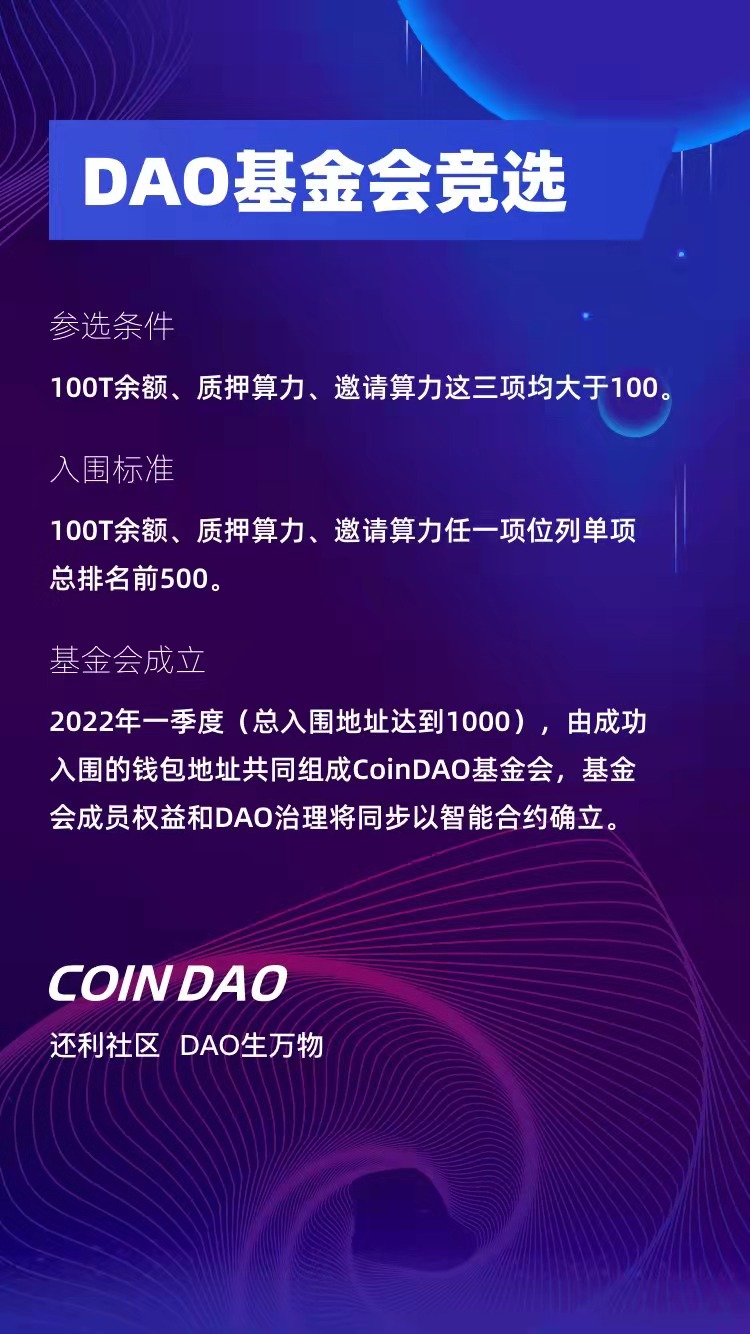 DAO基金会竞选
参选条件
100T余额、质押算力、邀请算力这三项均大于100。
入围标准
100T余额、质押算力、邀请算力任一项位列单项
总排名前500。
基金会成立
2022年一季度（总入围地址达到1000），由成功
入围的钱包地址共同组成CoinDAO基金会，基金
会成员权益和DAO治理将同步以智能合约确立。
COIN DAO
还利社区 DAO生万物